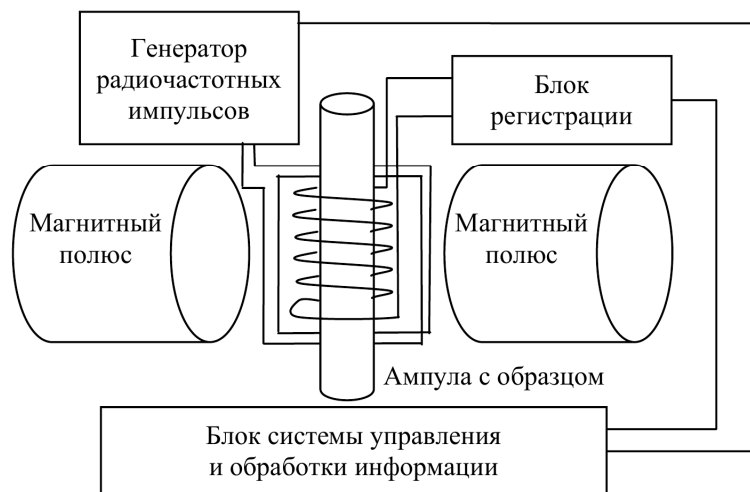 Генератор
радиочастотных
импульсов
Блок
регистрации
Магнитный
полюс
Магнитный
полюс
Ампула с образцом
Блок системы управления
и обработки информации